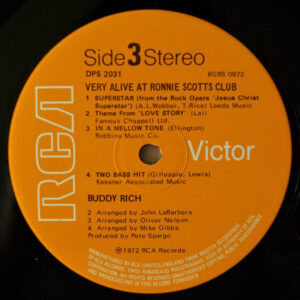 Side 3 Stereo
DPS 2031
BGBS 0972
VERY ALIVE AT RONNIE SCOTTS CLUB
1 SUPERSTAR (from the Rock Opera 'Jesus Christ
Superstar') (A.L.Webber, T.Rice) Leeds Music
2 Theme From 'LOVE STORY' (Lai)
Famous Chappell Ltd.
3 IN A MELLOW TONE (Ellington)
Robbins Music Co.
RCA
Victor
4 TWO BASS HIT (Gillespie, Lewis)
Kassner Associated Music
BUDDY RICH
2 Arranged by John LaBarbera
3 Arranged by Oliver Nelson
4 Arranged by Mike Gibbs
Produced by Pete Spargo
© 1972 RCA Records